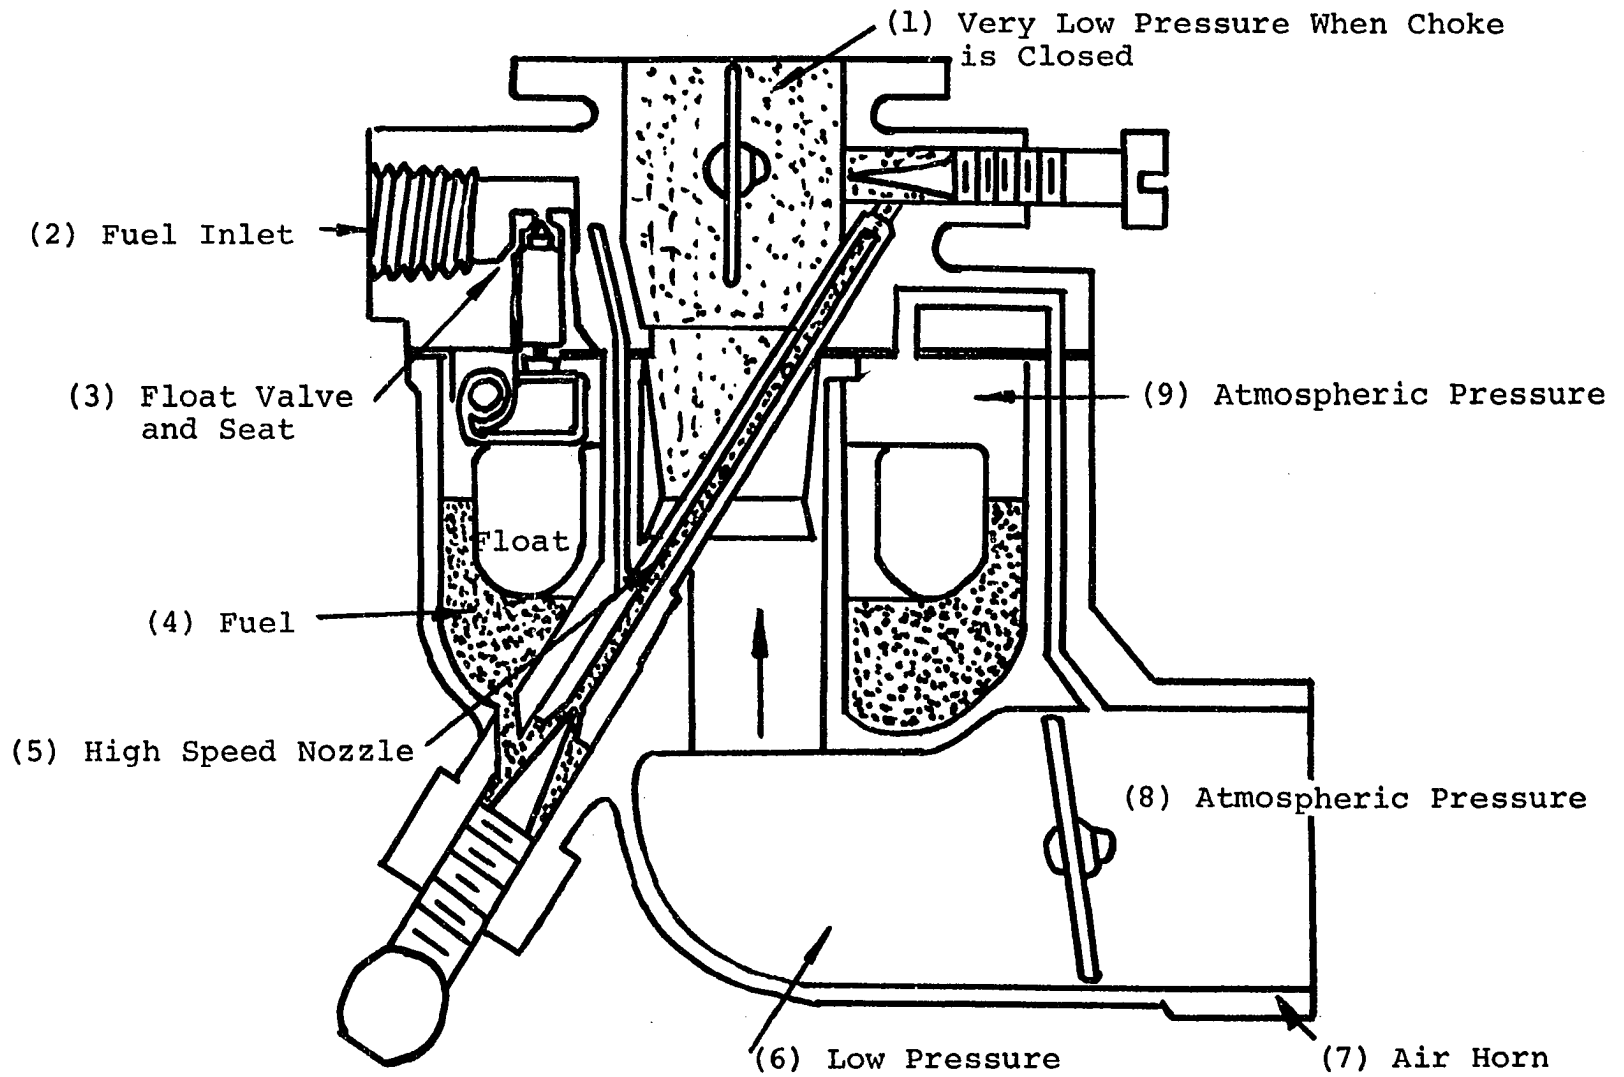 (1) Very Low Pressure When Choke
is Closed
(2) Fuel Inlet
(3) Float Valve
and Seat
(9) Atmospheric Pressure
Float
(4) Fuel
(5) High Speed Nozzle
(8) Atmospheric Pressure
(6) Low Pressure
(7) Air Horn